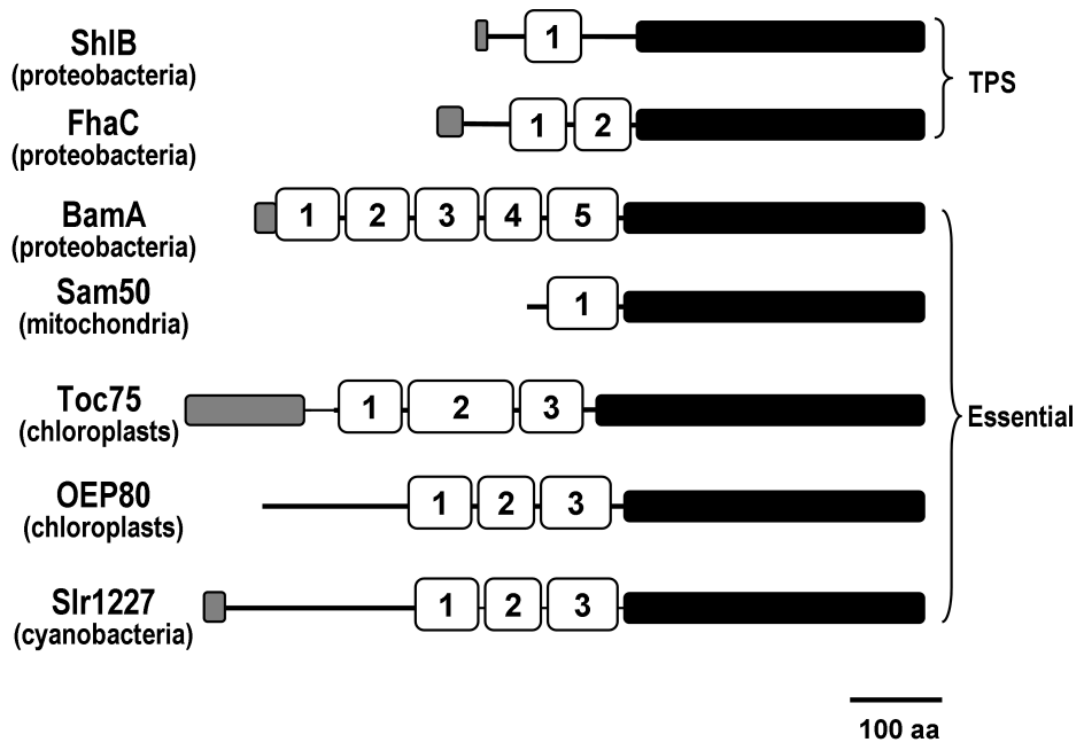 ShlB
(proteobacteria)
1
TPS
FhaC
(proteobacteria)
1 2
BamA
(proteobacteria)
1 2 3 4 5
Sam50
(mitochondria)
1
Toc75
(chloroplasts)
1 2 3
Essential
OEP80
(chloroplasts)
1 2 3
Slr1227
(cyanobacteria)
1 2 3
100 aa